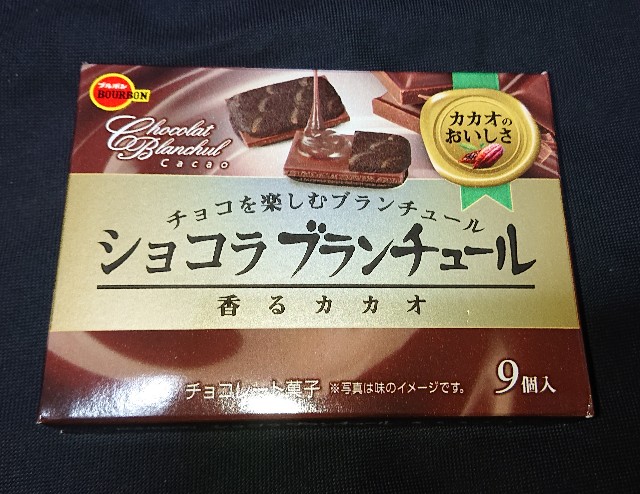 ブルボン
BOURBON
Chocolat
Blanchul
Cacao
カカオの
おいしさ
チョコを楽しむブランチュール
ショコラブランチュール
香るカカオ
チョコレート菓子 ※写真は味のイメージです。
9個入